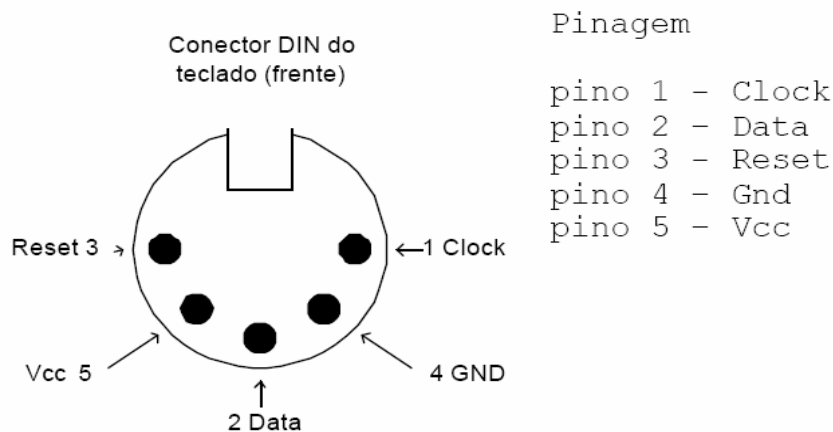 Conector DIN do
teclado (frente)
Reset 3
1 Clock
Vcc 5
4 GND
2 Data
Pinagem
pino 1 - Clock
pino 2 - Data
pino 3 - Reset
pino 4 - Gnd
pino 5 - Vcc